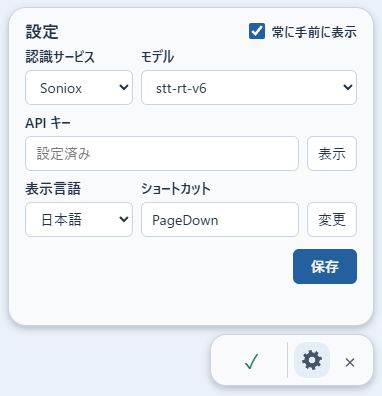 設定
常に手前に表示
認識サービス モデル
Soniox stt-rt-v6
API キー
設定済み 表示
表示言語 ショートカット
日本語 PageDown 変更
保存